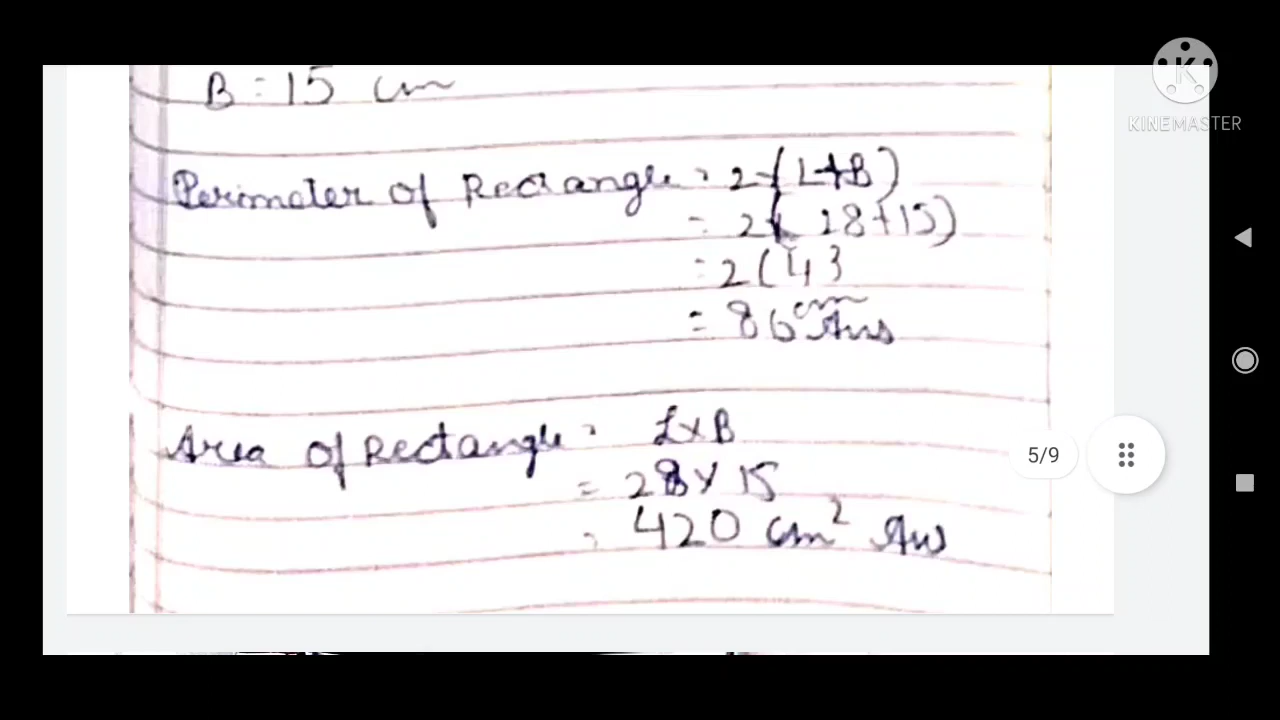 B = 15 cm
KINEMASTER
Perimeter of Rectangle = 2(L+B)
= 2(28+15)
= 2(43
= 86 cm Ans
Area of Rectangle = L×B
= 28×15
= 420 cm² Ans
5/9